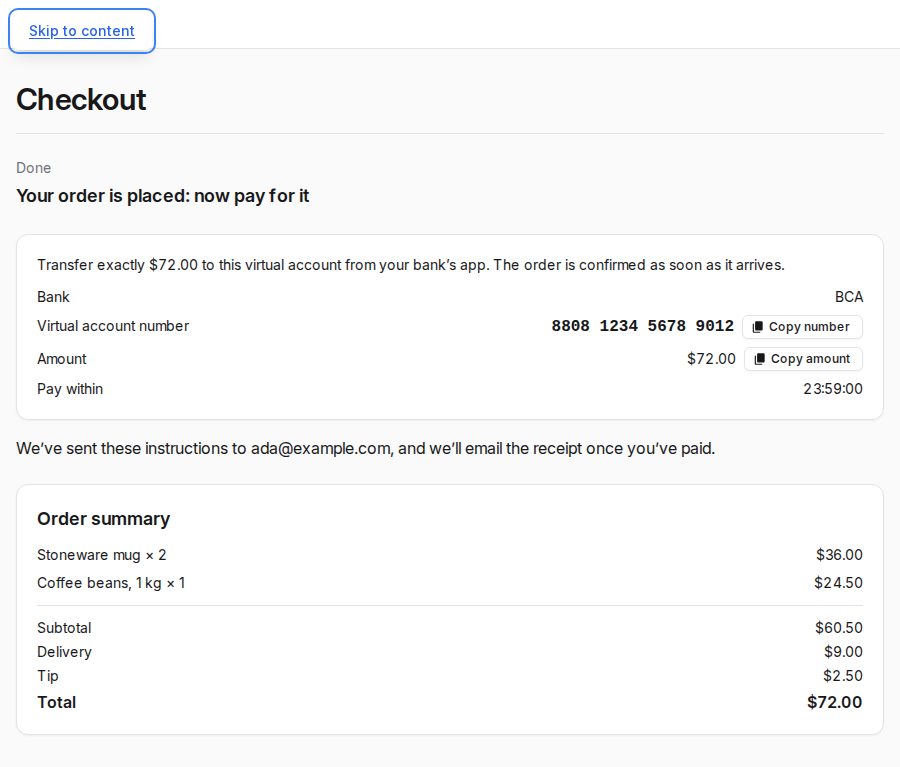 Skip to content
Checkout
Done
Your order is placed: now pay for it
Transfer exactly $72.00 to this virtual account from your bank’s app. The order is confirmed as soon as it arrives.
Bank BCA
Virtual account number 8808 1234 5678 9012 Copy number
Amount $72.00 Copy amount
Pay within 23:59:00
We’ve sent these instructions to ada@example.com, and we’ll email the receipt once you’ve paid.
Order summary
Stoneware mug × 2 $36.00
Coffee beans, 1 kg × 1 $24.50
Subtotal $60.50
Delivery $9.00
Tip $2.50
Total $72.00